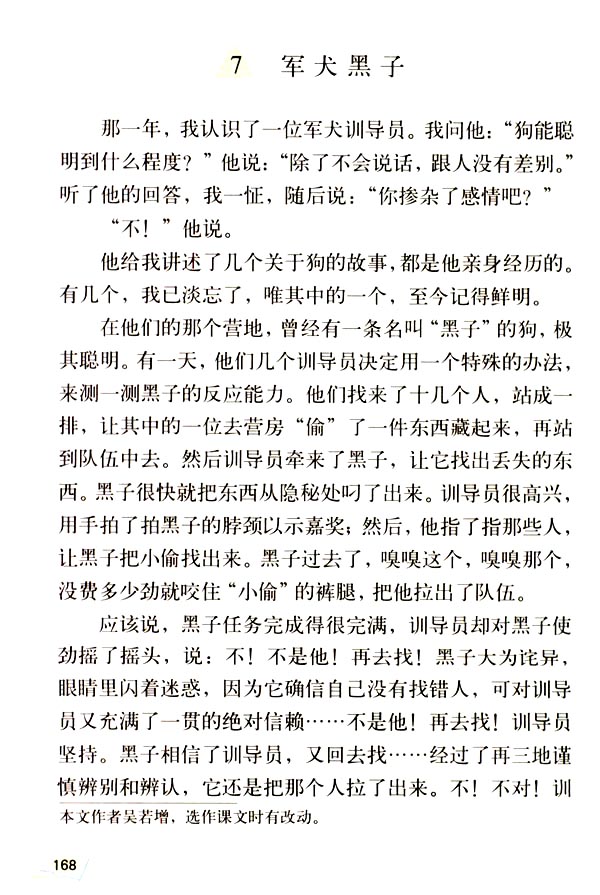 7 军犬黑子
那一年，我认识了一位军犬训导员。我问他：“狗能聪
明到什么程度？”他说：“除了不会说话，跟人没有差别。”
听了他的回答，我一怔，随后说：“你掺杂了感情吧？”
“不！”他说。
他给我讲述了几个关于狗的故事，都是他亲身经历的。
有几个，我已淡忘了，唯其中的一个，至今记得鲜明。
在他们的那个营地，曾经有一条名叫“黑子”的狗，极
其聪明。有一天，他们几个训导员决定用一个特殊的办法，
来测一测黑子的反应能力。他们找来了十几个人，站成一
排，让其中的一位去营房“偷”了一件东西藏起来，再站
到队伍中去。然后训导员牵来了黑子，让它找出丢失的东
西。黑子很快就把东西从隐秘处叼了出来。训导员很高兴，
用手拍了拍黑子的脖颈以示嘉奖；然后，他指了指那些人，
让黑子把小偷找出来。黑子过去了，嗅嗅这个，嗅嗅那个，
没费多少劲就咬住“小偷”的裤腿，把他拉出了队伍。
应该说，黑子任务完成得很完满，训导员却对黑子使
劲摇了摇头，说：不！不是他！再去找！黑子大为诧异，
眼睛里闪着迷惑，因为它确信自己没有找错人，可对训导
员又充满了一贯的绝对信赖……不是他！再去找！训导员
坚持。黑子相信了训导员，又回去找……经过了再三地谨
慎辨别和辨认，它还是把那个人拉了出来。不！不对！训
本文作者吴若增，选作课文时有改动。
168